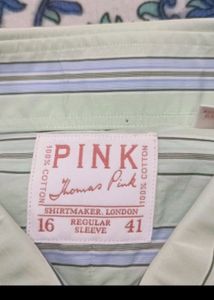 PINK
100% COTTON
Thomas Pink
100% COTTON
SHIRTMAKER. LONDON
16 REGULAR SLEEVE 41